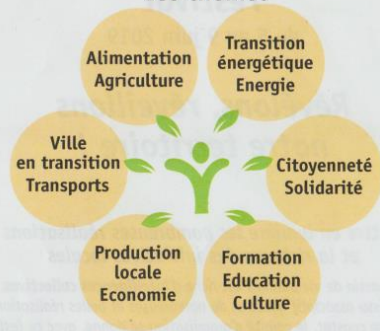 Alimentation
Agriculture
Transition
énergétique
Energie
Ville
en transition
Transports
Citoyenneté
Solidarité
Production
locale
Economie
Formation
Education
Culture